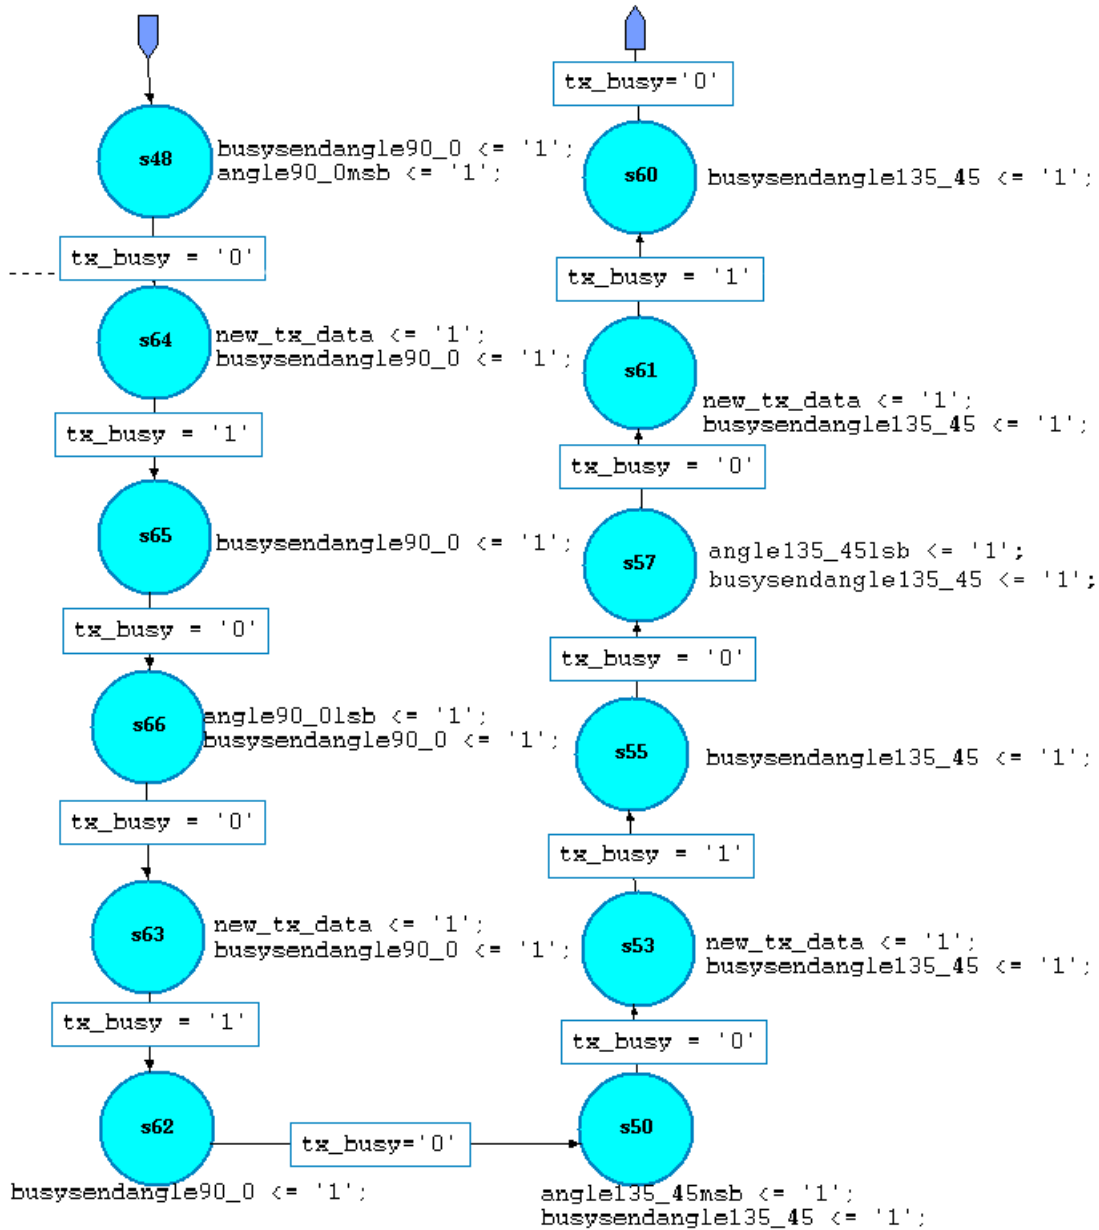 s48
busysendangle90_0 <= '1';
angle90_0msb <= '1';
tx_busy = '0'
s64
new_tx_data <= '1';
busysendangle90_0 <= '1';
tx_busy = '1'
s65
busysendangle90_0 <= '1';
tx_busy = '0'
s66
angle90_0lsb <= '1';
busysendangle90_0 <= '1';
tx_busy = '0'
s63
new_tx_data <= '1';
busysendangle90_0 <= '1';
tx_busy = '1'
s62
busysendangle90_0 <= '1';
tx_busy='0'
s50
angle135_45msb <= '1';
busysendangle135_45 <= '1';
tx_busy = '0'
s53
new_tx_data <= '1';
busysendangle135_45 <= '1';
tx_busy = '1'
s55
busysendangle135_45 <= '1';
tx_busy = '0'
s57
angle135_45lsb <= '1';
busysendangle135_45 <= '1';
tx_busy = '0'
s61
new_tx_data <= '1';
busysendangle135_45 <= '1';
tx_busy = '1'
s60
busysendangle135_45 <= '1';
tx_busy='0'